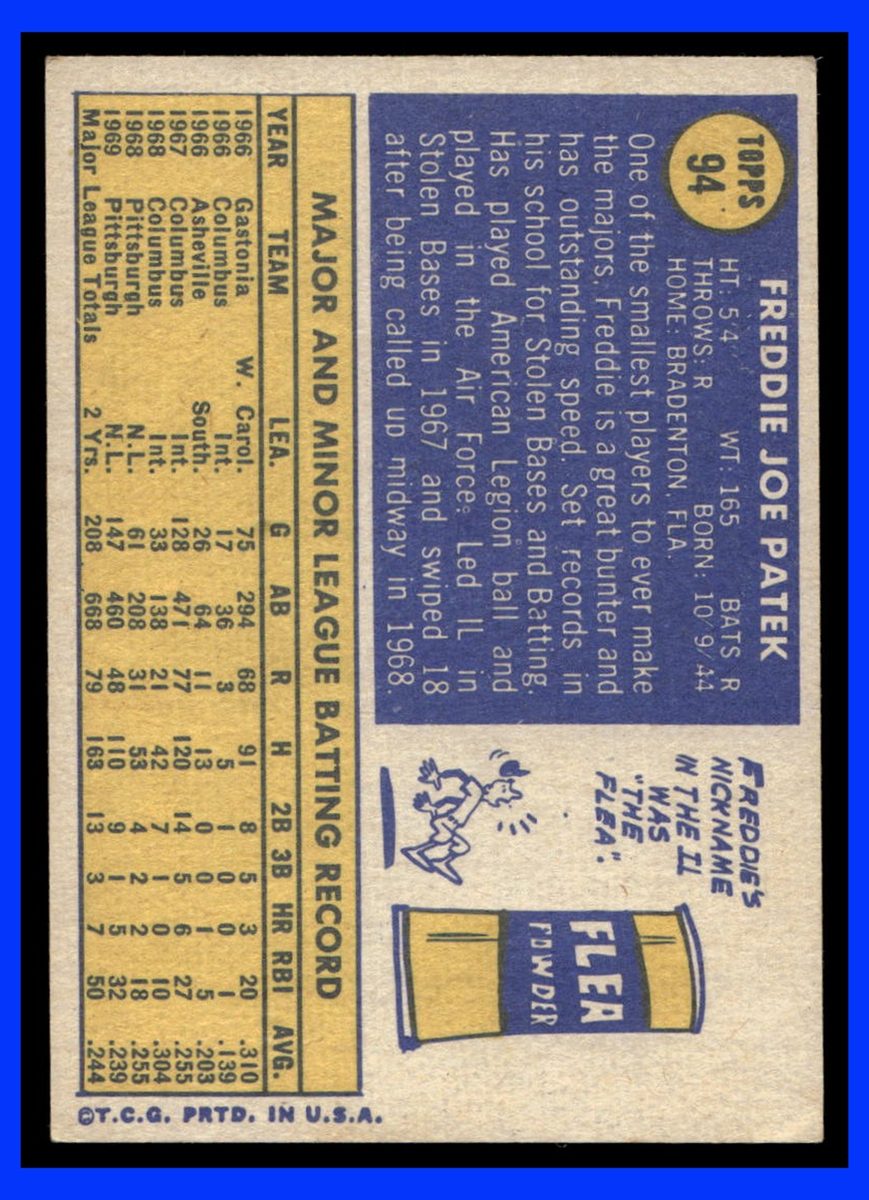 TOPPS
94
FREDDIE JOE PATEK
HT: 5'4" WT: 165 BATS: R
THROWS: R BORN: 10/9/44
HOME: BRADENTON, FLA.
One of the smallest players to ever make
the majors, Freddie is a great bunter and
has outstanding speed. Set records in
his school for Stolen Bases and Batting.
Has played American Legion ball and
played in the Air Force. Led IL in
Stolen Bases in 1967 and swiped 18
after being called up midway in 1968.
FREDDIE'S
NICKNAME
IN THE IL
WAS
"THE
FLEA".
FLEA
POWDER
MAJOR AND MINOR LEAGUE BATTING RECORD
YEAR TEAM LEA. G AB R H 2B 3B HR RBI AVG.
1966 Gastonia W. Carol. 75 294 68 91 8 5 3 20 .310
1966 Columbus Int. 17 36 3 5 1 0 0 1 .139
1966 Asheville South. 26 64 11 13 0 0 1 5 .203
1967 Columbus Int. 128 471 77 120 14 5 6 27 .255
1968 Columbus Int. 33 138 21 42 7 1 0 10 .304
1968 Pittsburgh N.L. 61 208 31 53 4 2 2 18 .255
1969 Pittsburgh N.L. 147 460 48 110 9 1 5 32 .239
Major League Totals 2 Yrs. 208 668 79 163 13 3 7 50 .244
©T.C.G. PRTD. IN U.S.A.